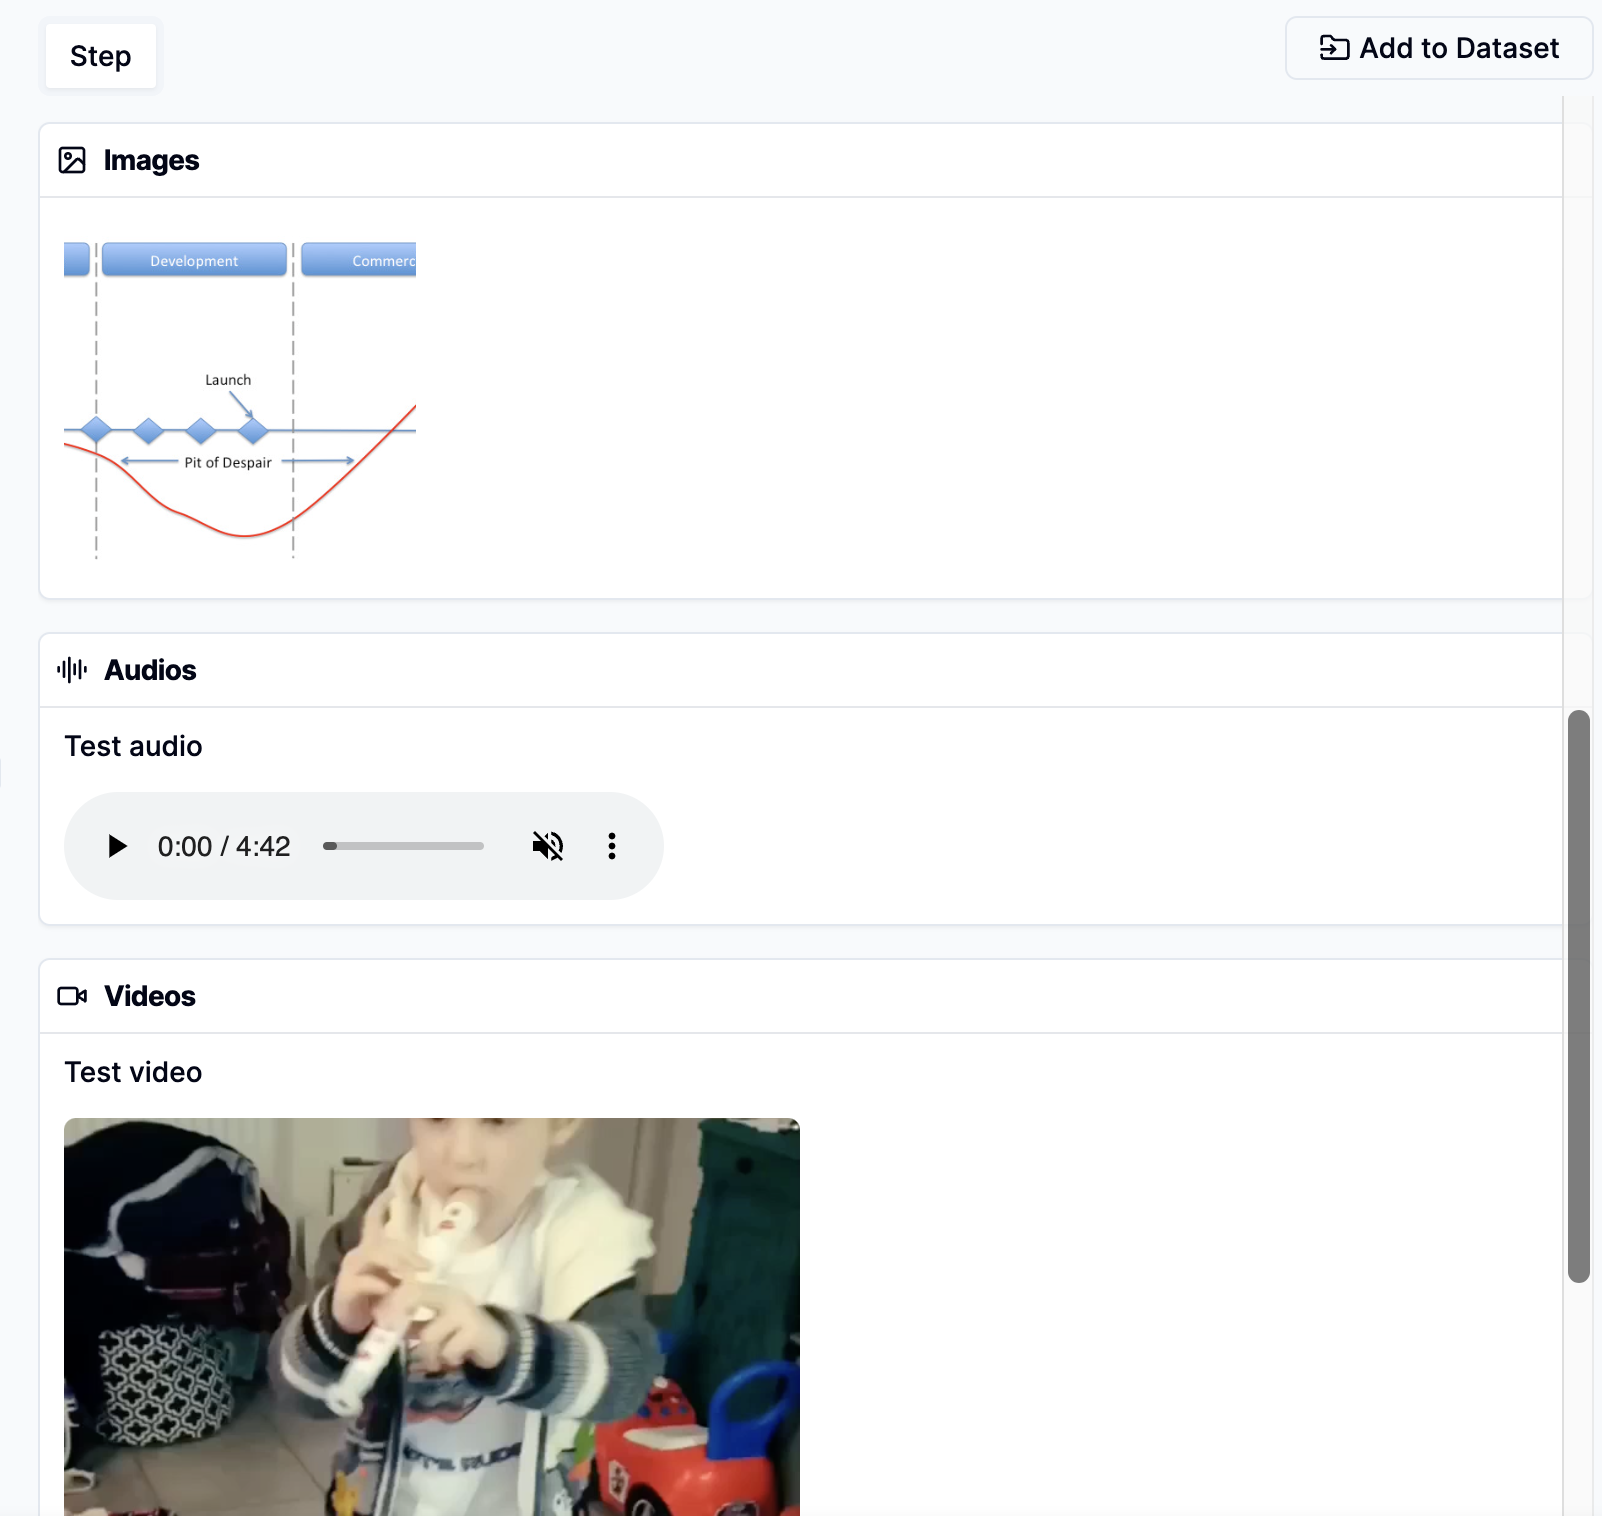 Step
Add to Dataset
Images
Development
Commerc
Launch
Pit of Despair
Audios
Test audio
0:00 / 4:42
Videos
Test video